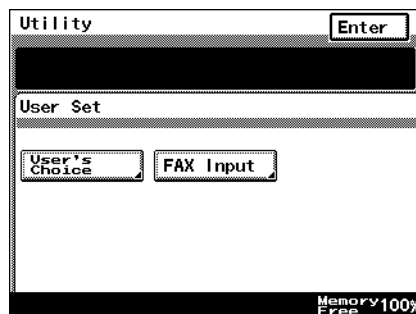 Utility
Enter
User Set
User's
Choice
FAX Input
Memory
Free 100%